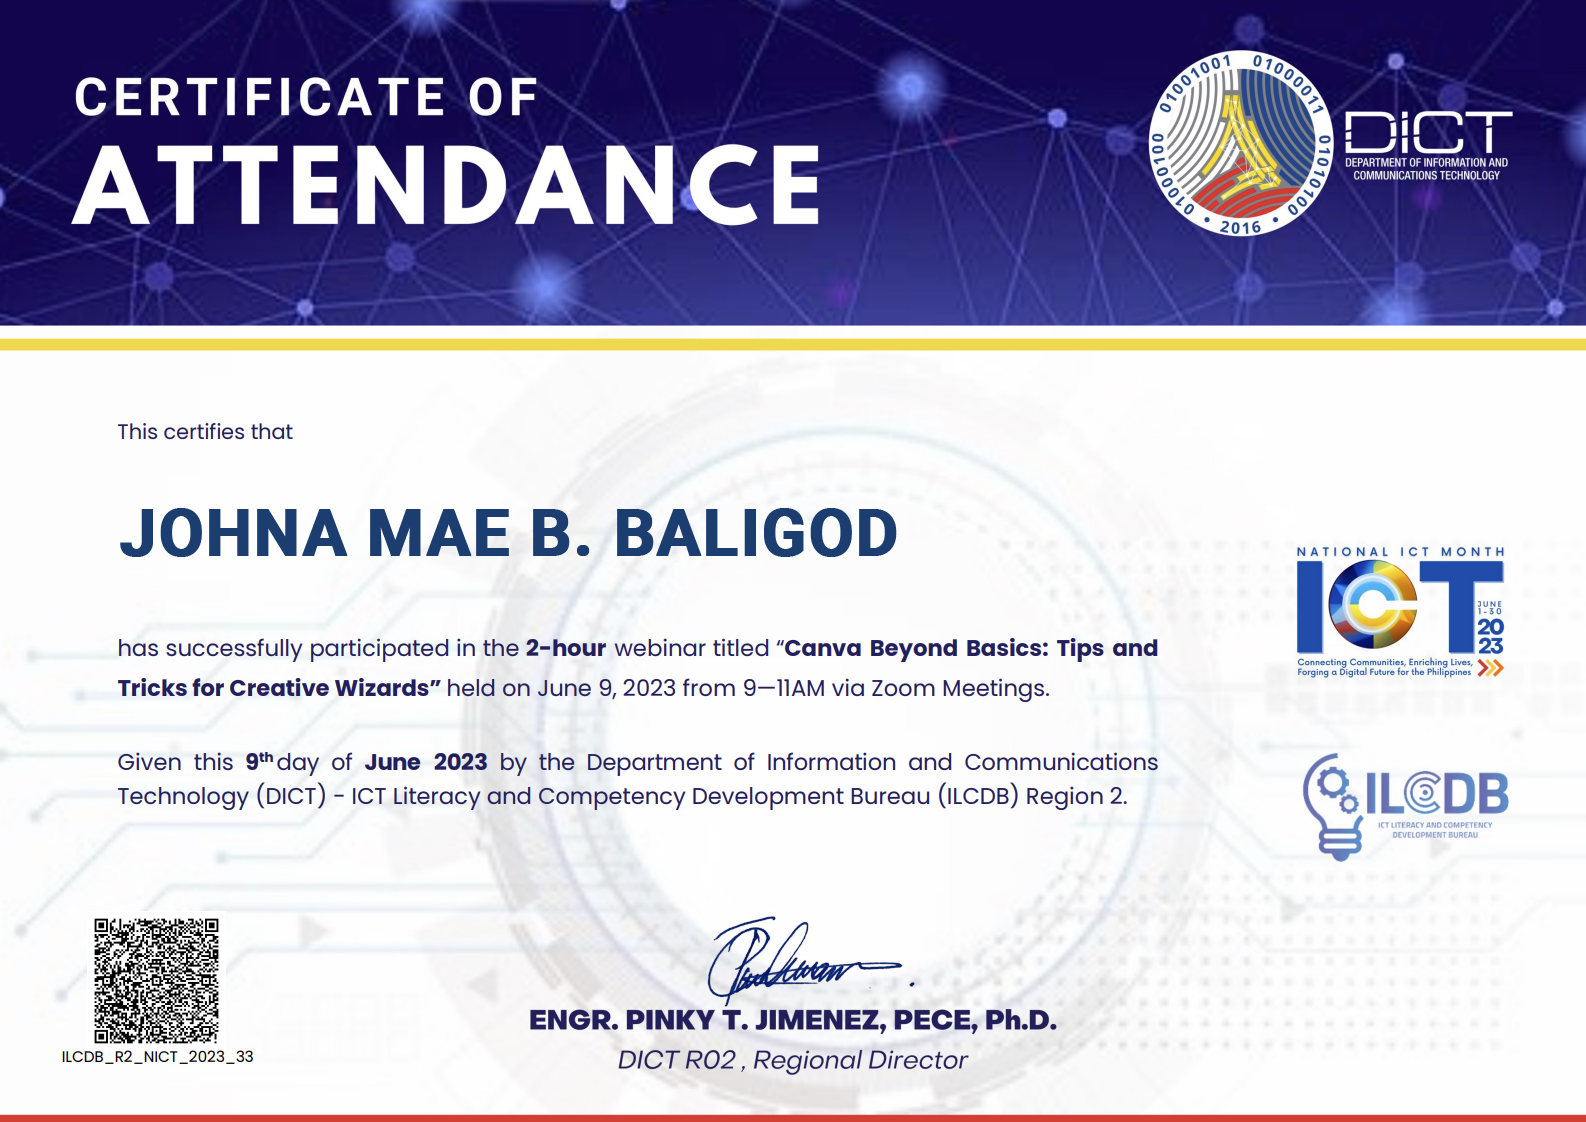 CERTIFICATE OF
ATTENDANCE
01000100 01001001 01000011 01010100
• 2016 •
DICT
DEPARTMENT OF INFORMATION AND
COMMUNICATIONS TECHNOLOGY
This certifies that
JOHNA MAE B. BALIGOD
has successfully participated in the 2-hour webinar titled “Canva Beyond Basics: Tips and
Tricks for Creative Wizards” held on June 9, 2023 from 9—11AM via Zoom Meetings.
Given this 9th day of June 2023 by the Department of Information and Communications
Technology (DICT) - ICT Literacy and Competency Development Bureau (ILCDB) Region 2.
NATIONAL ICT MONTH
ICT
JUNE
1-30
20
23
Connecting Communities, Enriching Lives,
Forging a Digital Future for the Philippines
ILCDB
ICT LITERACY AND COMPETENCY
DEVELOPMENT BUREAU
ILCDB_R2_NICT_2023_33
ENGR. PINKY T. JIMENEZ, PECE, Ph.D.
DICT R02 , Regional Director